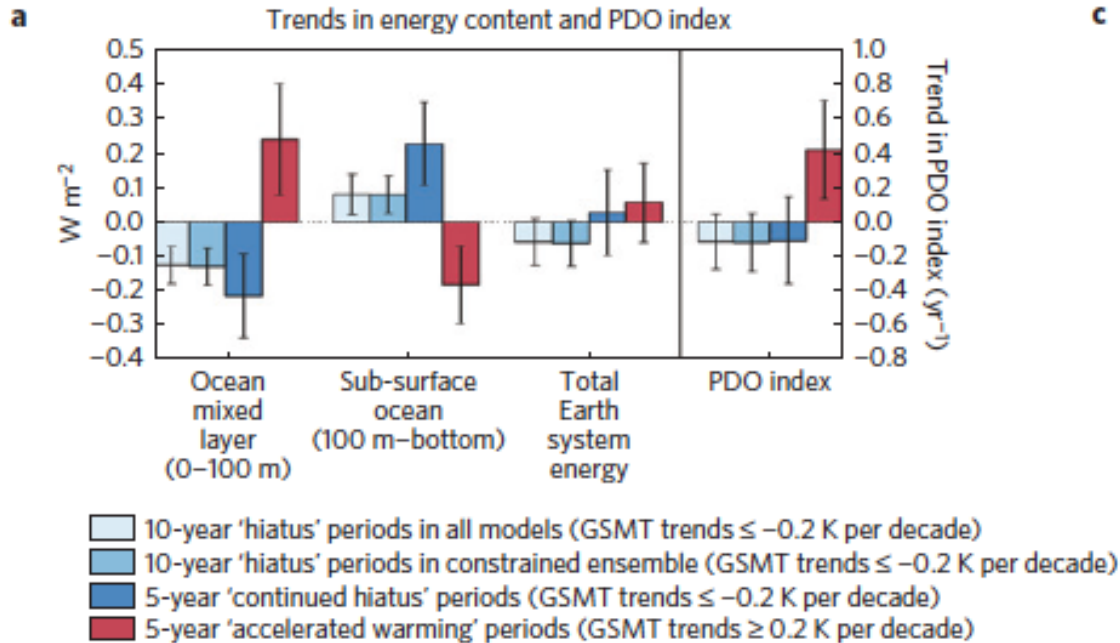 a
Trends in energy content and PDO index
c
0.5
0.4
0.3
0.2
0.1
0.0
−0.1
−0.2
−0.3
−0.4
W m−2
1.0
0.8
0.6
0.4
0.2
0.0
−0.2
−0.4
−0.6
−0.8
Trend in PDO index (yr−1)
Ocean
mixed
layer
(0–100 m)
Sub-surface
ocean
(100 m–bottom)
Total
Earth
system
energy
PDO index
10-year ‘hiatus’ periods in all models (GSMT trends ≤ −0.2 K per decade)
10-year ‘hiatus’ periods in constrained ensemble (GSMT trends ≤ −0.2 K per decade)
5-year ‘continued hiatus’ periods (GSMT trends ≤ −0.2 K per decade)
5-year ‘accelerated warming’ periods (GSMT trends ≥ 0.2 K per decade)